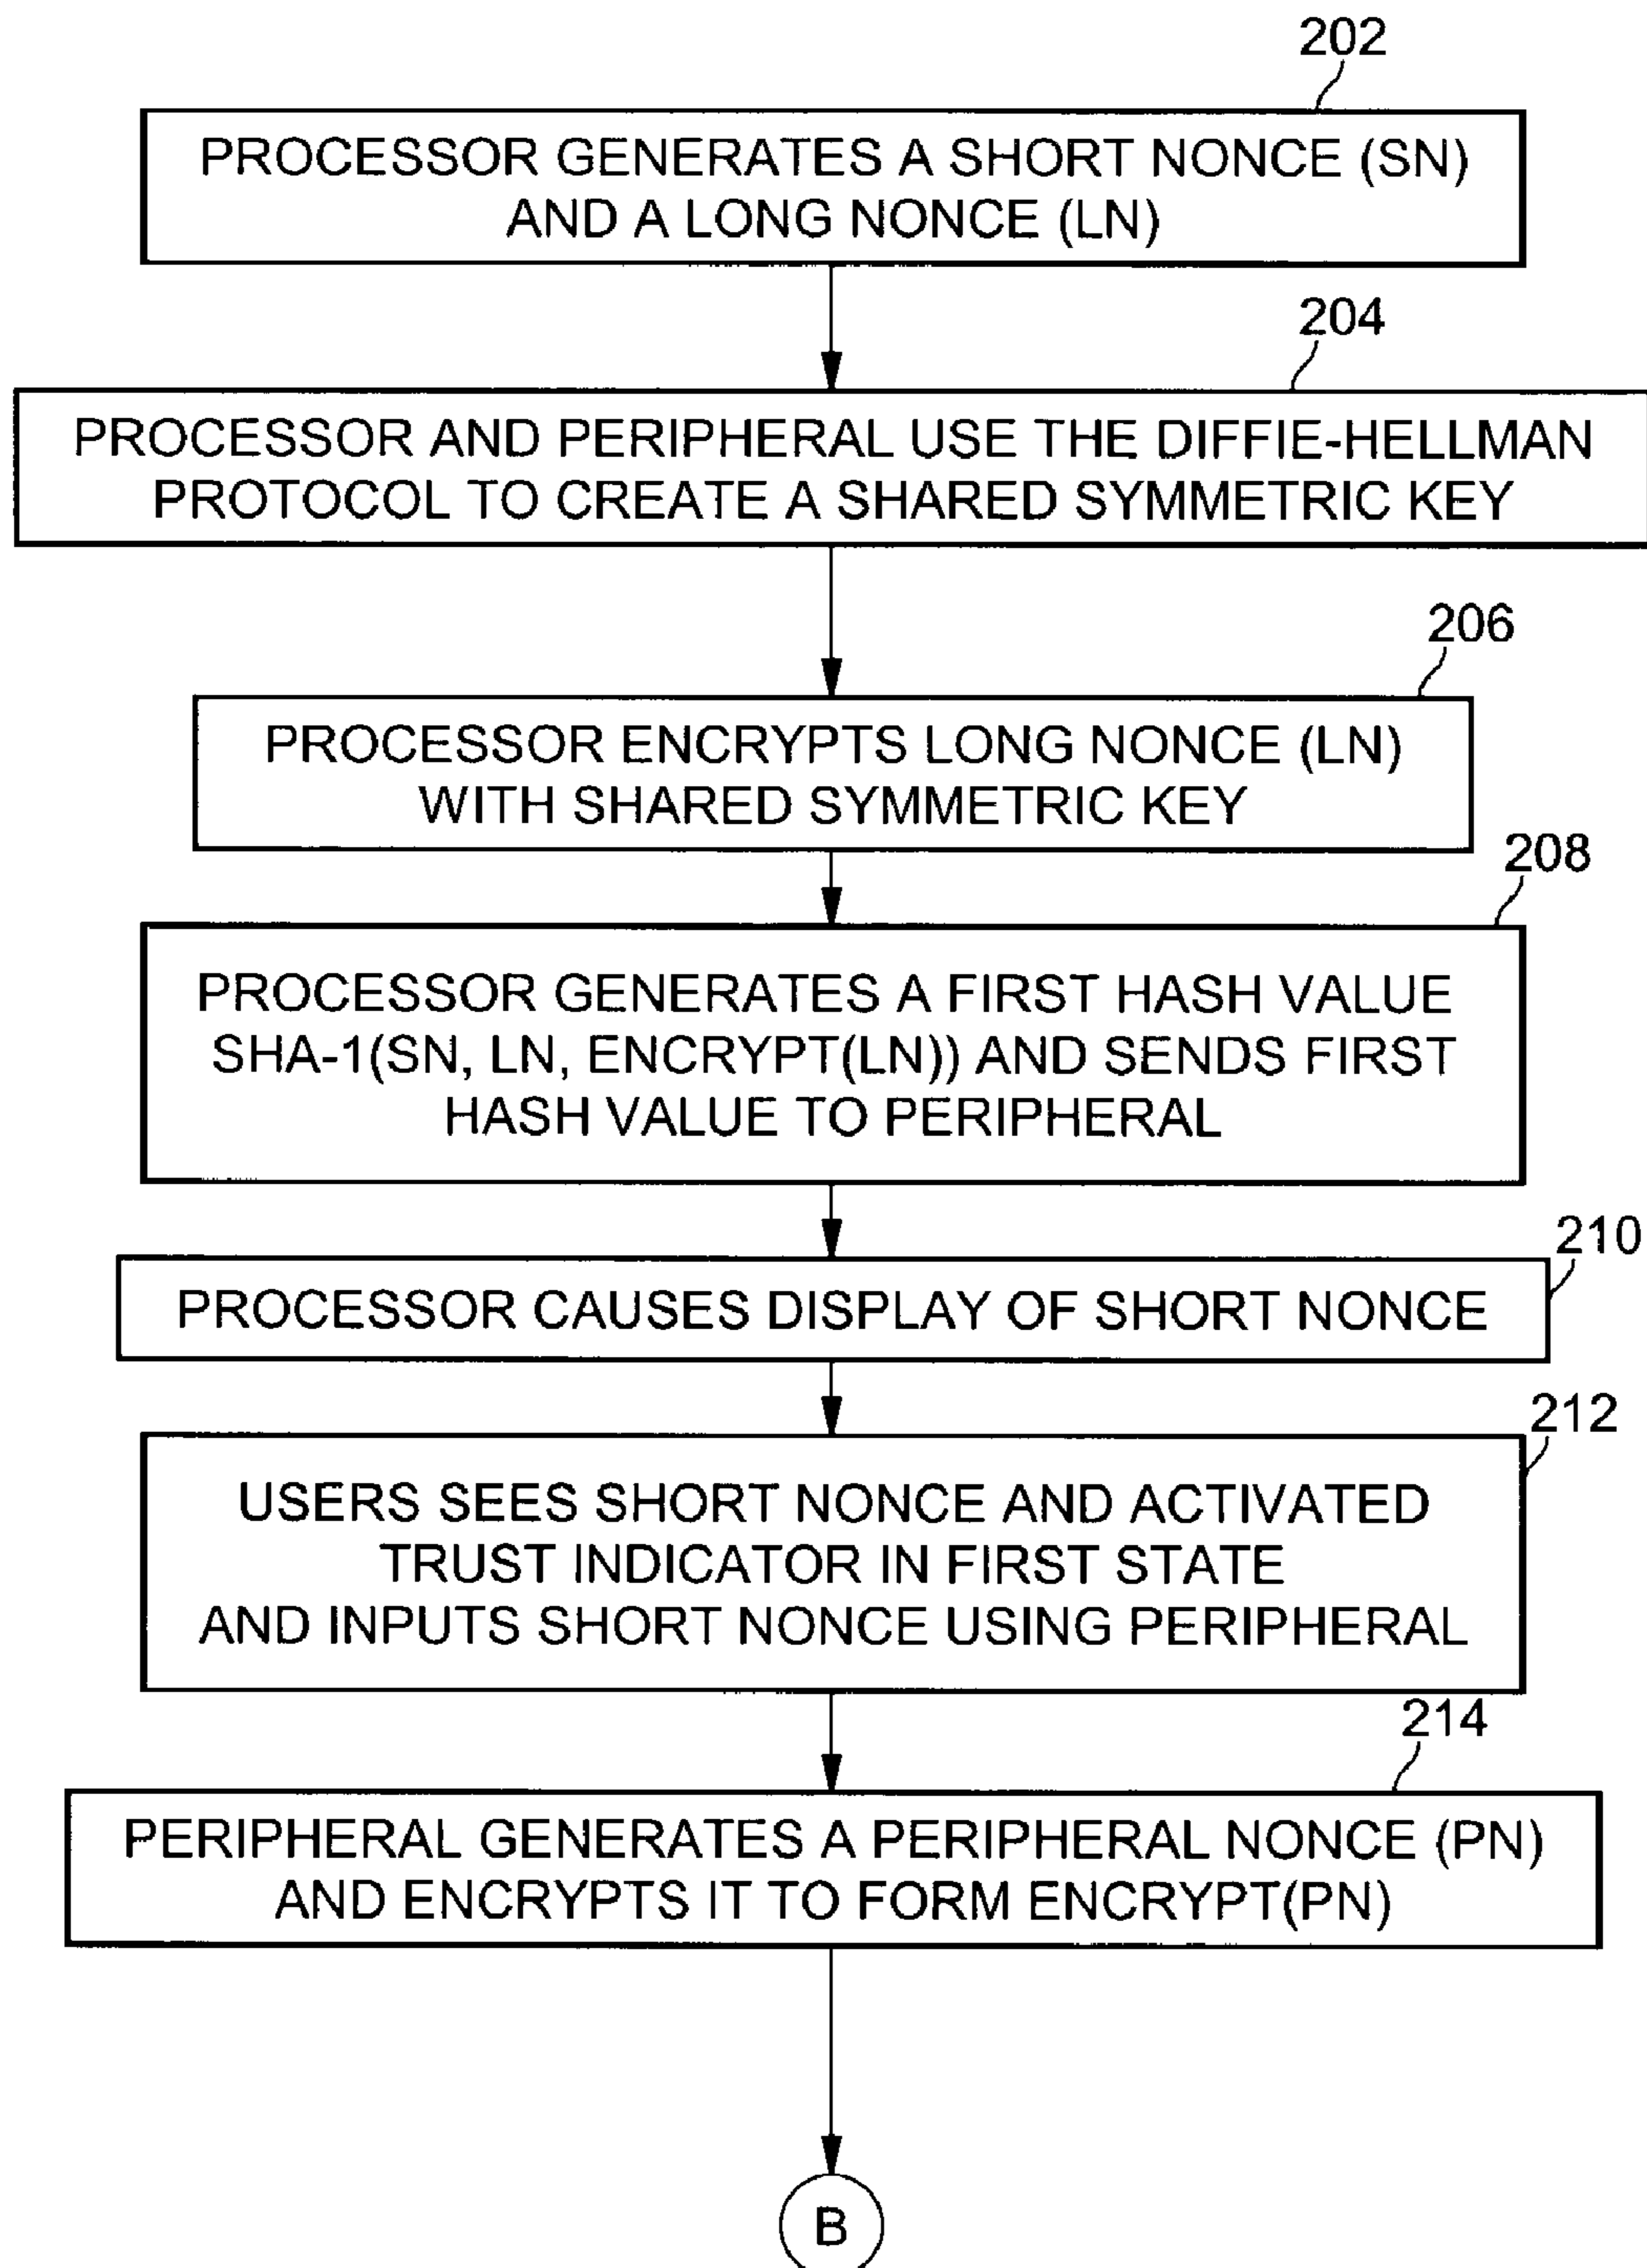 202
PROCESSOR GENERATES A SHORT NONCE (SN)
AND A LONG NONCE (LN)
204
PROCESSOR AND PERIPHERAL USE THE DIFFIE-HELLMAN
PROTOCOL TO CREATE A SHARED SYMMETRIC KEY
206
PROCESSOR ENCRYPTS LONG NONCE (LN)
WITH SHARED SYMMETRIC KEY
208
PROCESSOR GENERATES A FIRST HASH VALUE
SHA-1(SN, LN, ENCRYPT(LN)) AND SENDS FIRST
HASH VALUE TO PERIPHERAL
210
PROCESSOR CAUSES DISPLAY OF SHORT NONCE
212
USERS SEES SHORT NONCE AND ACTIVATED
TRUST INDICATOR IN FIRST STATE
AND INPUTS SHORT NONCE USING PERIPHERAL
214
PERIPHERAL GENERATES A PERIPHERAL NONCE (PN)
AND ENCRYPTS IT TO FORM ENCRYPT(PN)
B